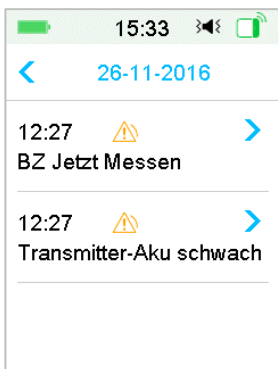 15:33
26-11-2016
12:27
BZ Jetzt Messen
12:27
Transmitter-Aku schwach